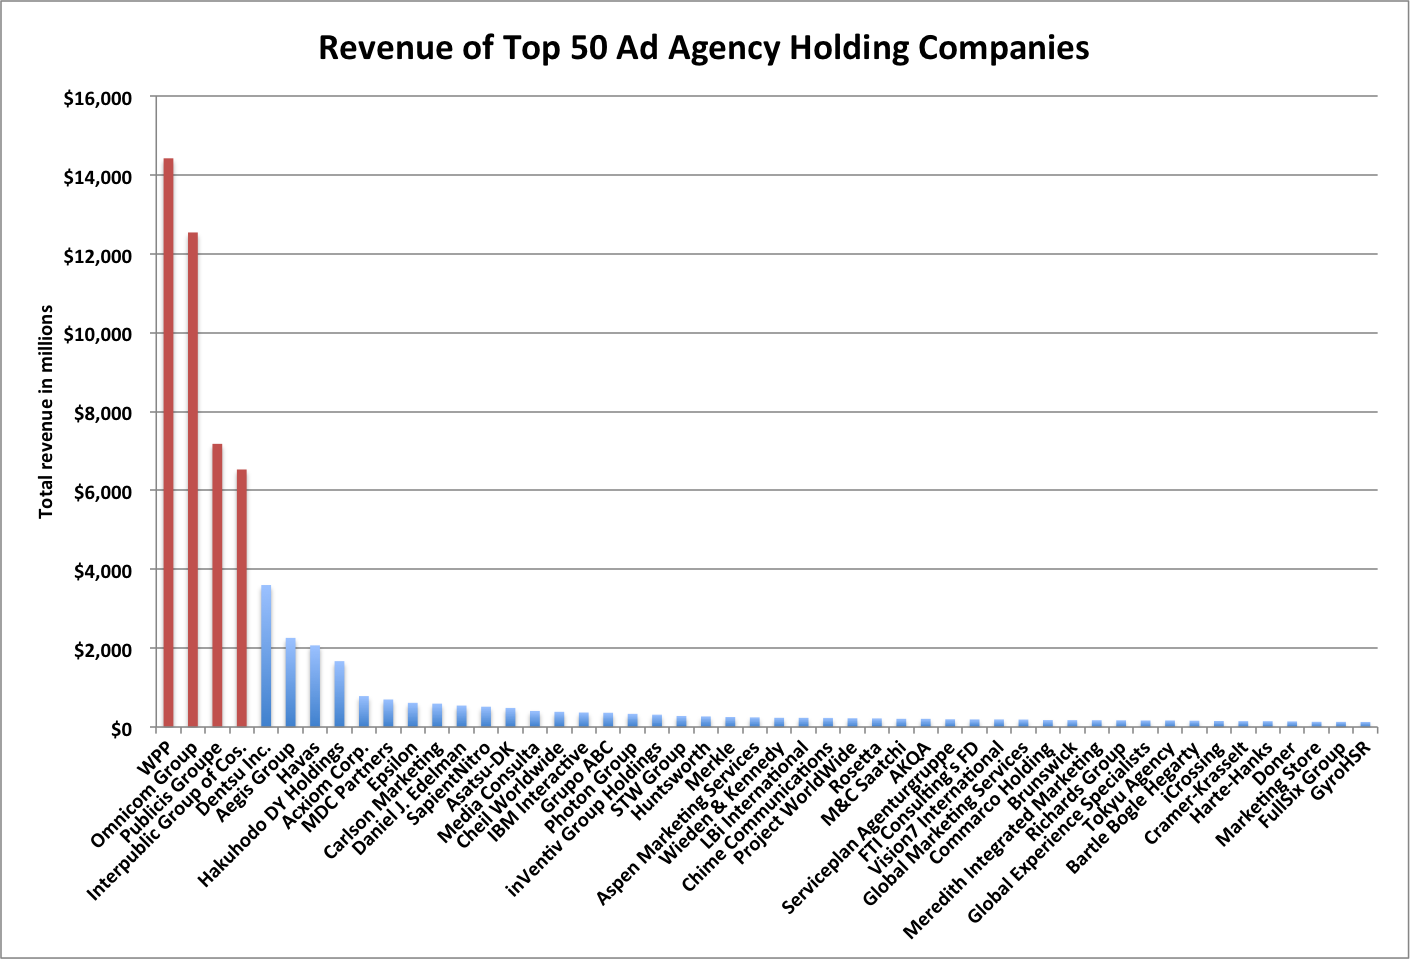 Revenue of Top 50 Ad Agency Holding Companies
Total revenue in millions
$16,000
$14,000
$12,000
$10,000
$8,000
$6,000
$4,000
$2,000
$0
WPP
Omnicom Group
Publicis Groupe
Interpublic Group of Cos.
Dentsu Inc.
Aegis Group
Havas
Hakuhodo DY Holdings
Acxiom Corp.
MDC Partners
Epsilon
Carlson Marketing
Daniel J. Edelman
SapientNitro
Asatsu-DK
Media Consulta
Cheil Worldwide
IBM Interactive
Grupo ABC
Photon Group
inVentiv Group Holdings
STW Group
Huntsworth
Merkle
Aspen Marketing Services
Wieden & Kennedy
LBi International
Chime Communications
Project WorldWide
Rosetta
M&C Saatchi
AKQA
Serviceplan Agenturgruppe
FTI Consulting's FD
Vision7 International
Global Marketing Services
Commarco Holding
Brunswick
Meredith Integrated Marketing
Richards Group
Global Experience Specialists
Tokyu Agency
Bartle Bogle Hegarty
iCrossing
Cramer-Krasselt
Harte-Hanks
Doner
Marketing Store
FullSix Group
GyroHSR